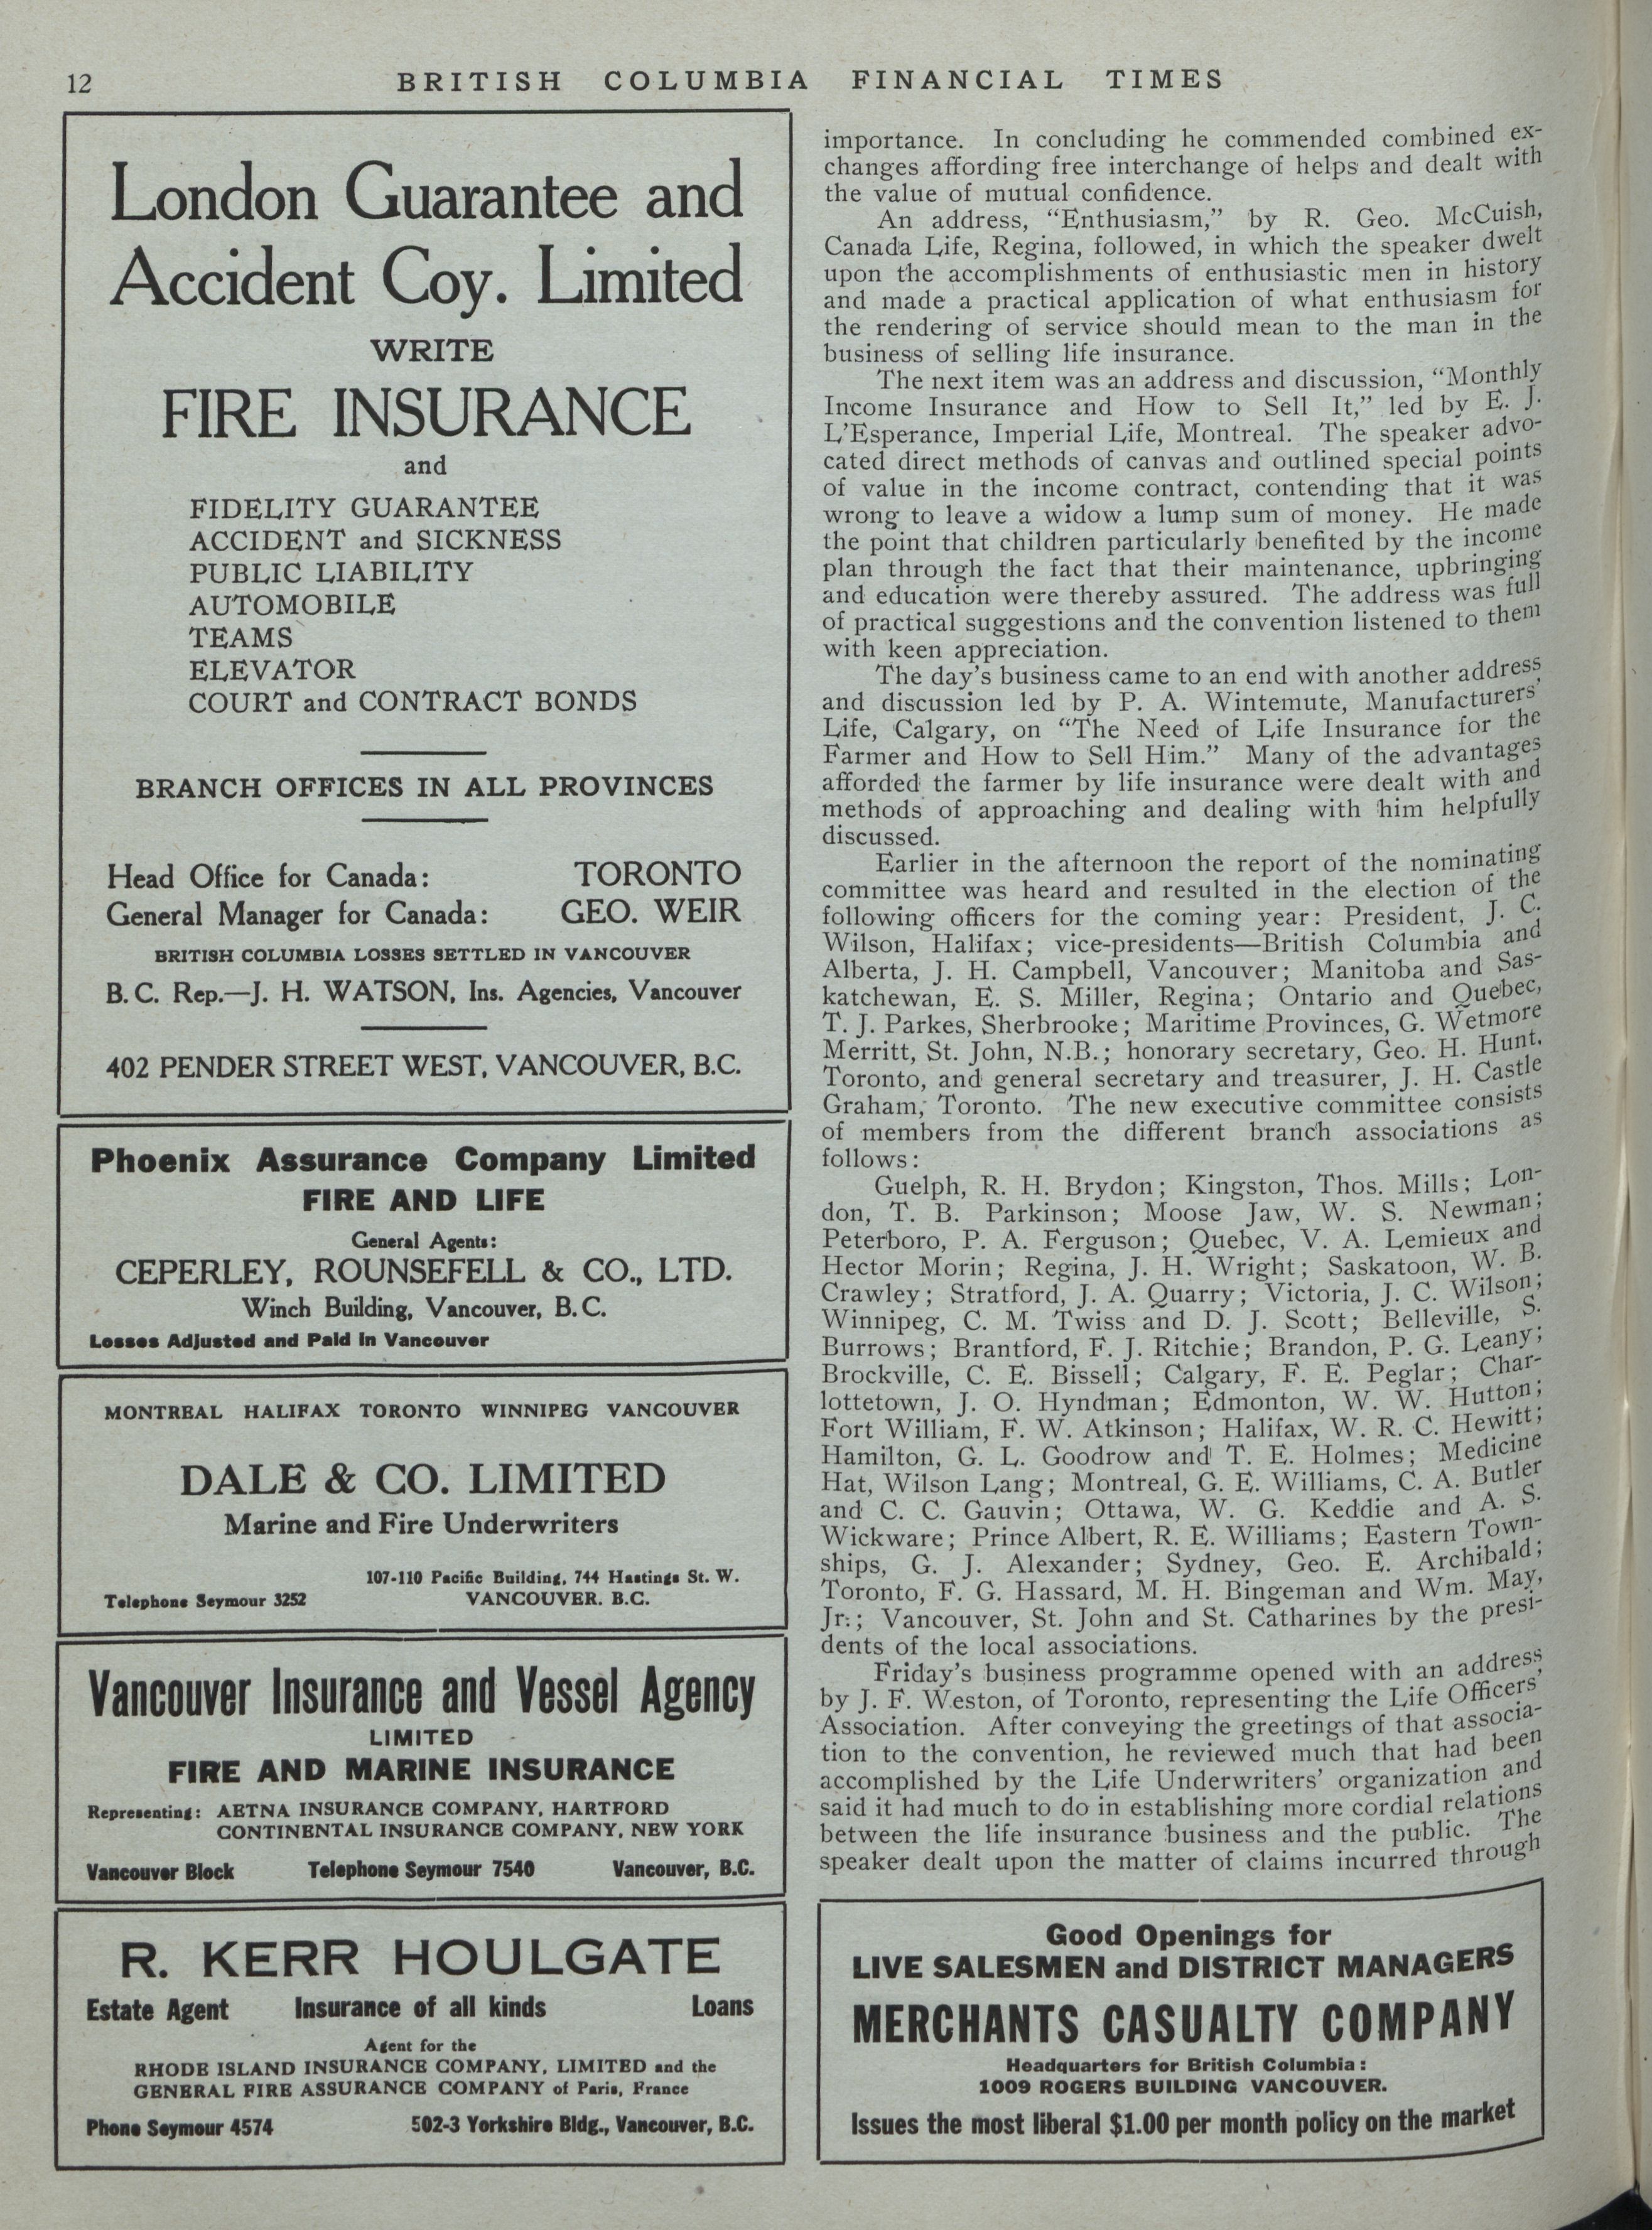 12
BRITISH COLUMBIA FINANCIAL TIMES
London Guarantee and
Accident Coy. Limited
WRITE
FIRE INSURANCE
and
FIDELITY GUARANTEE
ACCIDENT and SICKNESS
PUBLIC LIABILITY
AUTOMOBILE
TEAMS
ELEVATOR
COURT and CONTRACT BONDS
BRANCH OFFICES IN ALL PROVINCES
Head Office for Canada: TORONTO
General Manager for Canada: GEO. WEIR
BRITISH COLUMBIA LOSSES SETTLED IN VANCOUVER
B. C. Rep.—J. H. WATSON, Ins. Agencies, Vancouver
402 PENDER STREET WEST, VANCOUVER, B.C.
Phoenix Assurance Company Limited
FIRE AND LIFE
General Agents:
CEPERLEY, ROUNSEFELL & CO., LTD.
Winch Building, Vancouver, B. C.
Losses Adjusted and Paid in Vancouver
MONTREAL HALIFAX TORONTO WINNIPEG VANCOUVER
DALE & CO. LIMITED
Marine and Fire Underwriters
107-110 Pacific Building, 744 Hastings St. W.
Telephone Seymour 3252 VANCOUVER. B.C.
Vancouver Insurance and Vessel Agency
LIMITED
FIRE AND MARINE INSURANCE
Representing: AETNA INSURANCE COMPANY, HARTFORD
CONTINENTAL INSURANCE COMPANY, NEW YORK
Vancouver Block Telephone Seymour 7540 Vancouver, B.C.
R. KERR HOULGATE
Estate Agent Insurance of all kinds Loans
Agent for the
RHODE ISLAND INSURANCE COMPANY, LIMITED and the
GENERAL FIRE ASSURANCE COMPANY of Paris, France
Phone Seymour 4574 502-3 Yorkshire Bldg., Vancouver, B.C.
importance. In concluding he commended combined ex-
changes affording free interchange of helps and dealt with
the value of mutual confidence.
An address, “Enthusiasm,” by R. Geo. McCuish,
Canada Life, Regina, followed, in which the speaker dwelt
upon the accomplishments of enthusiastic men in history
and made a practical application of what enthusiasm for
the rendering of service should mean to the man in the
business of selling life insurance.
The next item was an address and discussion, “Monthly
Income Insurance and How to Sell It,” led by E. J.
L’Esperance, Imperial Life, Montreal. The speaker advo-
cated direct methods of canvas and outlined special points
of value in the income contract, contending that it was
wrong to leave a widow a lump sum of money. He made
the point that children particularly benefited by the income
plan through the fact that their maintenance, upbringing
and education were thereby assured. The address was full
of practical suggestions and the convention listened to them
with keen appreciation.
The day’s business came to an end with another address
and discussion led by P. A. Wintemute, Manufacturers’
Life, Calgary, on “The Need of Life Insurance for the
Farmer and How to Sell Him.” Many of the advantages
afforded the farmer by life insurance were dealt with and
methods of approaching and dealing with him helpfully
discussed.
Earlier in the afternoon the report of the nominating
committee was heard and resulted in the election of the
following officers for the coming year: President, J. C.
Wilson, Halifax; vice-presidents—British Columbia and
Alberta, J. H. Campbell, Vancouver; Manitoba and Sas-
katchewan, E. S. Miller, Regina; Ontario and Quebec,
T. J. Parkes, Sherbrooke; Maritime Provinces, G. Wetmore
Merritt, St. John, N.B.; honorary secretary, Geo. H. Hunt,
Toronto, and general secretary and treasurer, J. H. Castle
Graham, Toronto. The new executive committee consists
of members from the different branch associations as
follows:
Guelph, R. H. Brydon; Kingston, Thos. Mills; Lon-
don, T. B. Parkinson; Moose Jaw, W. S. Newman;
Peterboro, P. A. Ferguson; Quebec, V. A. Lemieux and
Hector Morin; Regina, J. H. Wright; Saskatoon, W. B.
Crawley; Stratford, J. A. Quarry; Victoria, J. C. Wilson;
Winnipeg, C. M. Twiss and D. J. Scott; Belleville, S.
Burrows; Brantford, F. J. Ritchie; Brandon, P. G. Leany;
Brockville, C. E. Bissell; Calgary, F. E. Peglar; Char-
lottetown, J. O. Hyndman; Edmonton, W. W. Hutton;
Fort William, F. W. Atkinson; Halifax, W. R. C. Hewitt;
Hamilton, G. L. Goodrow and T. E. Holmes; Medicine
Hat, Wilson Lang; Montreal, G. E. Williams, C. A. Butler
and C. C. Gauvin; Ottawa, W. G. Keddie and A. S.
Wickware; Prince Albert, R. E. Williams; Eastern Town-
ships, G. J. Alexander; Sydney, Geo. E. Archibald;
Toronto, F. G. Hassard, M. H. Bingeman and Wm. May,
Jr.; Vancouver, St. John and St. Catharines by the presi-
dents of the local associations.
Friday’s business programme opened with an address
by J. F. Weston, of Toronto, representing the Life Officers’
Association. After conveying the greetings of that associa-
tion to the convention, he reviewed much that had been
accomplished by the Life Underwriters’ organization and
said it had much to do in establishing more cordial relations
between the life insurance business and the public. The
speaker dealt upon the matter of claims incurred through
Good Openings for
LIVE SALESMEN and DISTRICT MANAGERS
MERCHANTS CASUALTY COMPANY
Headquarters for British Columbia:
1009 ROGERS BUILDING VANCOUVER.
Issues the most liberal $1.00 per month policy on the market